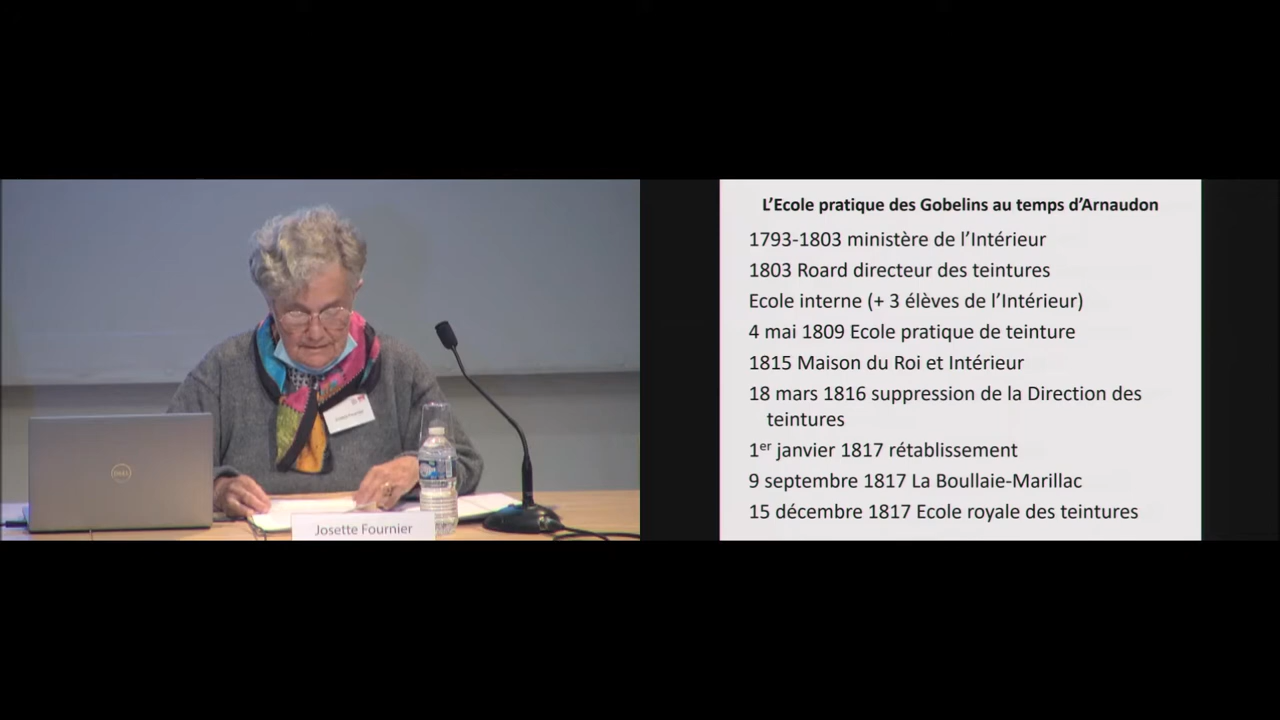 L'Ecole pratique des Gobelins au temps d'Arnaudon
1793-1803 ministère de l'Intérieur
1803 Roard directeur des teintures
Ecole interne (+ 3 élèves de l'Intérieur)
4 mai 1809 Ecole pratique de teinture
1815 Maison du Roi et Intérieur
18 mars 1816 suppression de la Direction des
teintures
1er janvier 1817 rétablissement
9 septembre 1817 La Boullaie-Marillac
15 décembre 1817 Ecole royale des teintures
DELL
Josette Fournier